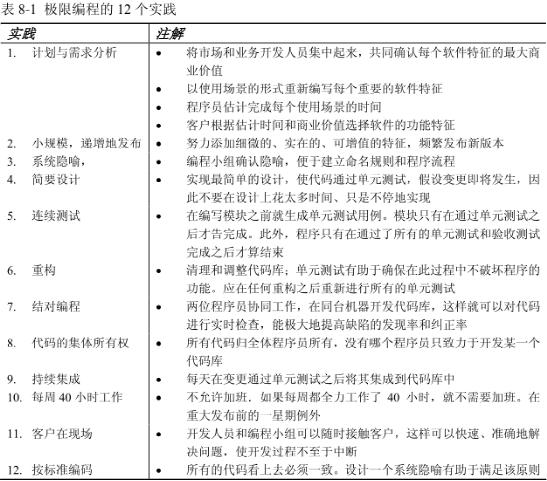 表 8-1 极限编程的 12 个实践
实践 注解
1. 计划与需求分析 • 将市场和业务开发人员集中起来，共同确认每个软件特征的最大商
业价值
• 以使用场景的形式重新编写每个重要的软件特征
• 程序员估计完成每个使用场景的时间
• 客户根据估计时间和商业价值选择软件的功能特征
2. 小规模，递增地发布 • 努力添加细微的、实在的、可增值的特征，频繁发布新版本
3. 系统隐喻， • 编程小组确认隐喻，便于建立命名规则和程序流程
4. 简要设计 • 实现最简单的设计，使代码通过单元测试，假设变更即将发生，因
此不要在设计上花太多时间、只是不停地实现
5. 连续测试 • 在编写模块之前就生成单元测试用例。模块只有在通过单元测试之
后才告完成。此外，程序只有在通过了所有的单元测试和验收测试
完成之后才算结束
6. 重构 • 清理和调整代码库；单元测试有助于确保在此过程中不破坏程序的
功能。应在任何重构之后重新进行所有的单元测试
7. 结对编程 • 两位程序员协同工作，在同台机器开发代码库，这样就可以对代码
进行实时检查，能极大地提高缺陷的发现率和纠正率
8. 代码的集体所有权 • 所有代码归全体程序员所有，没有哪个程序员只致力于开发某一个
代码库
9. 持续集成 • 每天在变更通过单元测试之后将其集成到代码库中
10. 每周 40 小时工作 • 不允许加班．如果每周都全力工作了 40 小时，就不需要加班。在
重大发布前的一星期例外
11. 客户在现场 • 开发人员和编程小组可以随时接触客户，这样可以快速、准确地解
决问题，使开发过程不至于中断
12. 按标准编码 • 所有的代码看上去必须一致。设计一个系统隐喻有助于满足该原则